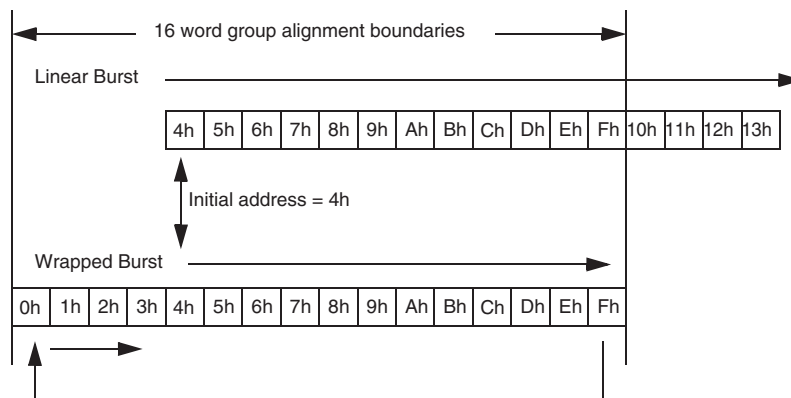 16 word group alignment boundaries
Linear Burst
4h 5h 6h 7h 8h 9h Ah Bh Ch Dh Eh Fh 10h 11h 12h 13h
Initial address = 4h
Wrapped Burst
0h 1h 2h 3h 4h 5h 6h 7h 8h 9h Ah Bh Ch Dh Eh Fh